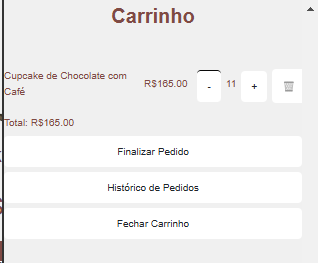 Carrinho
Cupcake de Chocolate com
Café
R$165.00 - 11 +
Total: R$165.00
Finalizar Pedido
Histórico de Pedidos
Fechar Carrinho